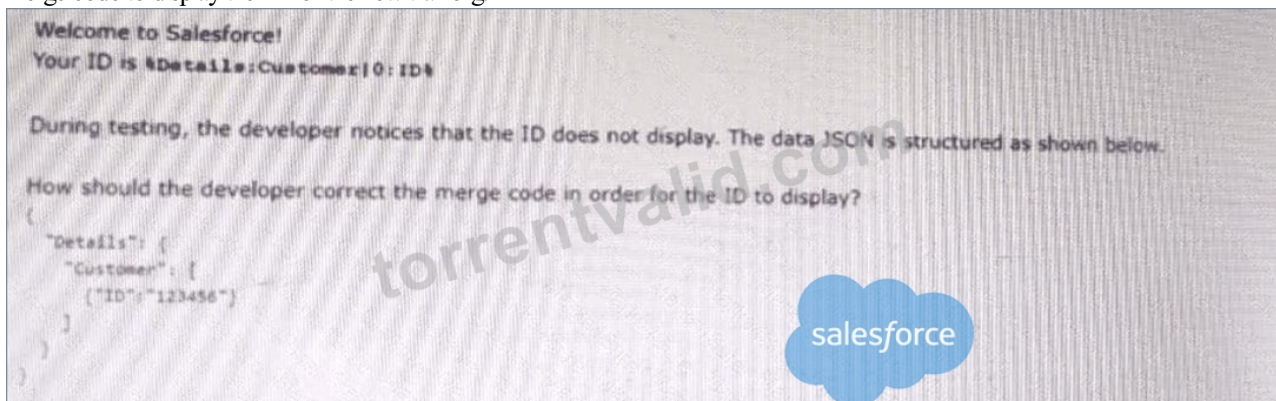 Welcome to Salesforce!
Your ID is %Details:Customer|0:ID%
During testing, the developer notices that the ID does not display. The data JSON is structured as shown below.
How should the developer correct the merge code in order for the ID to display?
{
"Details": {
"Customer": [
{"ID":"123456"}
]
}
}
torrentvalid.com
salesforce